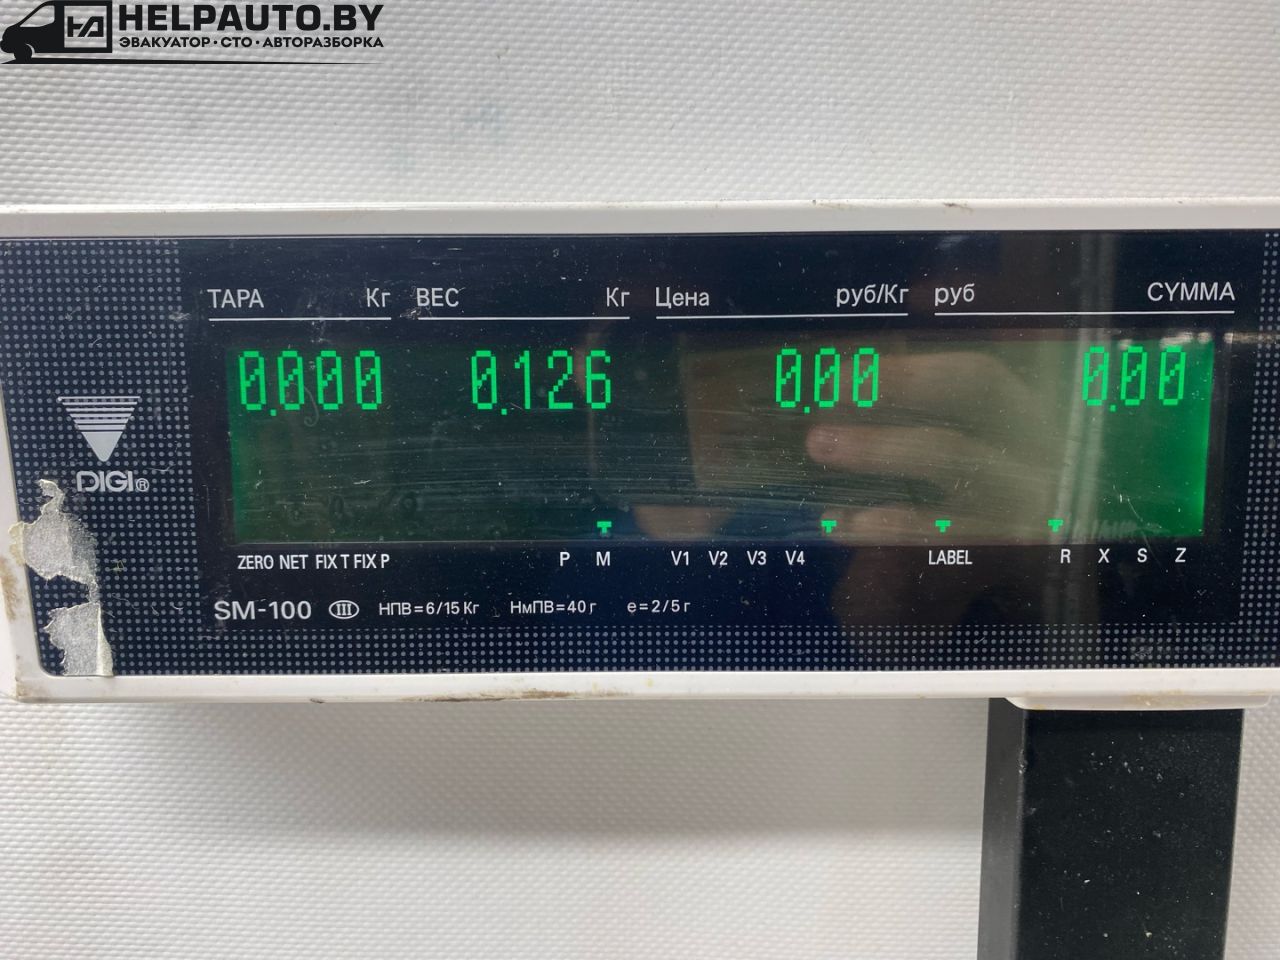 HELPAUTO.BY
ЭВАКУАТОР · СТО · АВТОРАЗБОРКА
ТАРА Кг ВЕС Кг Цена руб/Кг руб СУММА
0.000 0.126 0.00 0.00
DIGI®
ZERO NET FIX T FIX P P M V1 V2 V3 V4 LABEL R X S Z
SM-100 III НПВ=6/15 Кг НмПВ=40 г e=2/5 г